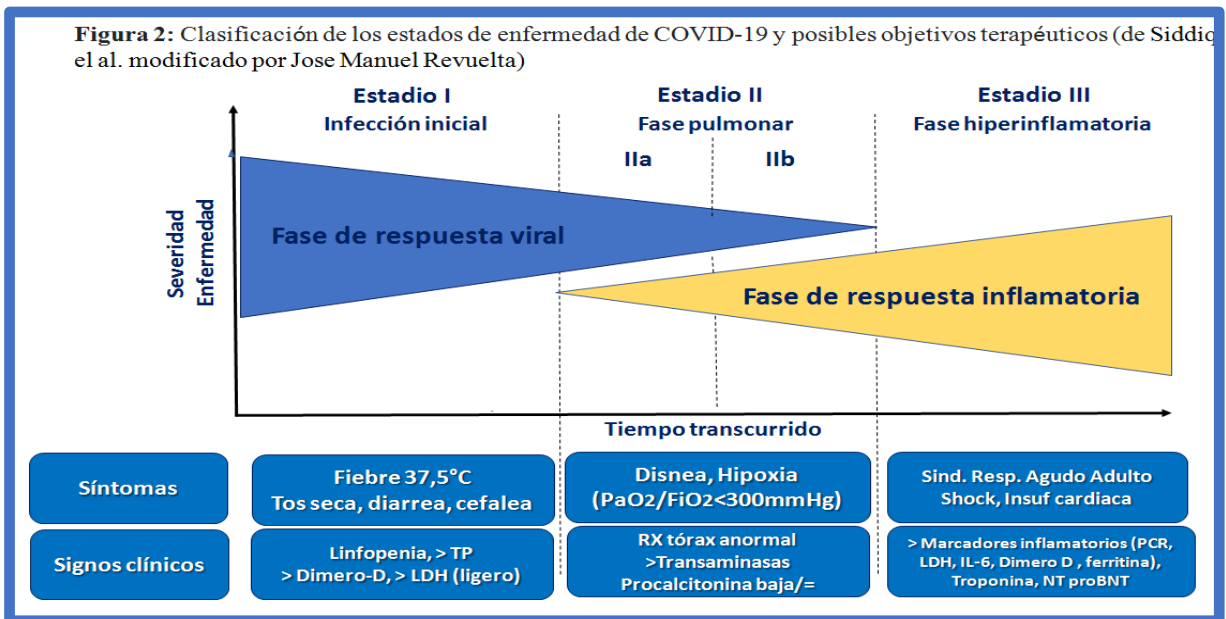 Figura 2: Clasificación de los estados de enfermedad de COVID-19 y posibles objetivos terapéuticos (de Siddiq
el al. modificado por Jose Manuel Revuelta)
Estadio I
Infección inicial
Estadio II
Fase pulmonar
IIa
IIb
Estadio III
Fase hiperinflamatoria
Severidad
Enfermedad
Fase de respuesta viral
Fase de respuesta inflamatoria
Tiempo transcurrido
Síntomas
Fiebre 37,5°C
Tos seca, diarrea, cefalea
Disnea, Hipoxia
(PaO2/FiO2<300mmHg)
Sind. Resp. Agudo Adulto
Shock, Insuf cardiaca
Signos clínicos
Linfopenia, > TP
> Dimero-D, > LDH (ligero)
RX tórax anormal
>Transaminasas
Procalcitonina baja/=
> Marcadores inflamatorios (PCR,
LDH, IL-6, Dimero D , ferritina),
Troponina, NT proBNT